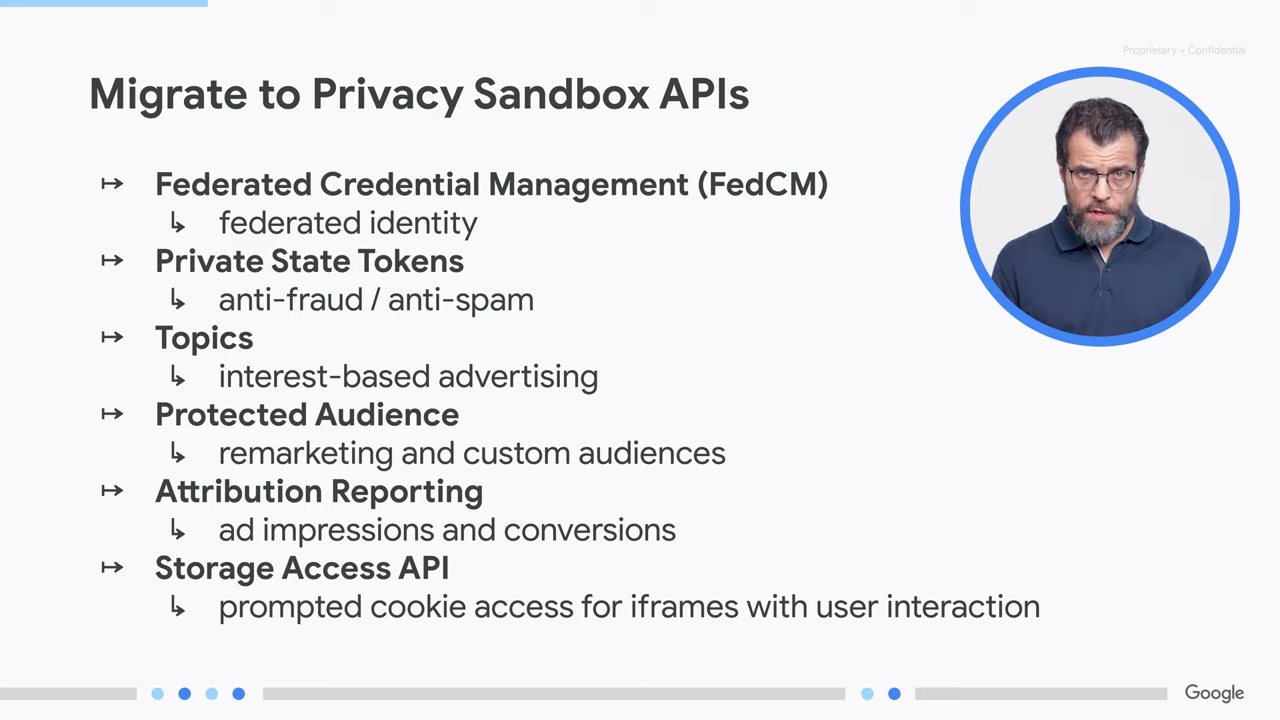 Proprietary + Confidential
Migrate to Privacy Sandbox APIs
↦ Federated Credential Management (FedCM)
↳ federated identity
↦ Private State Tokens
↳ anti-fraud / anti-spam
↦ Topics
↳ interest-based advertising
↦ Protected Audience
↳ remarketing and custom audiences
↦ Attribution Reporting
↳ ad impressions and conversions
↦ Storage Access API
↳ prompted cookie access for iframes with user interaction
Google